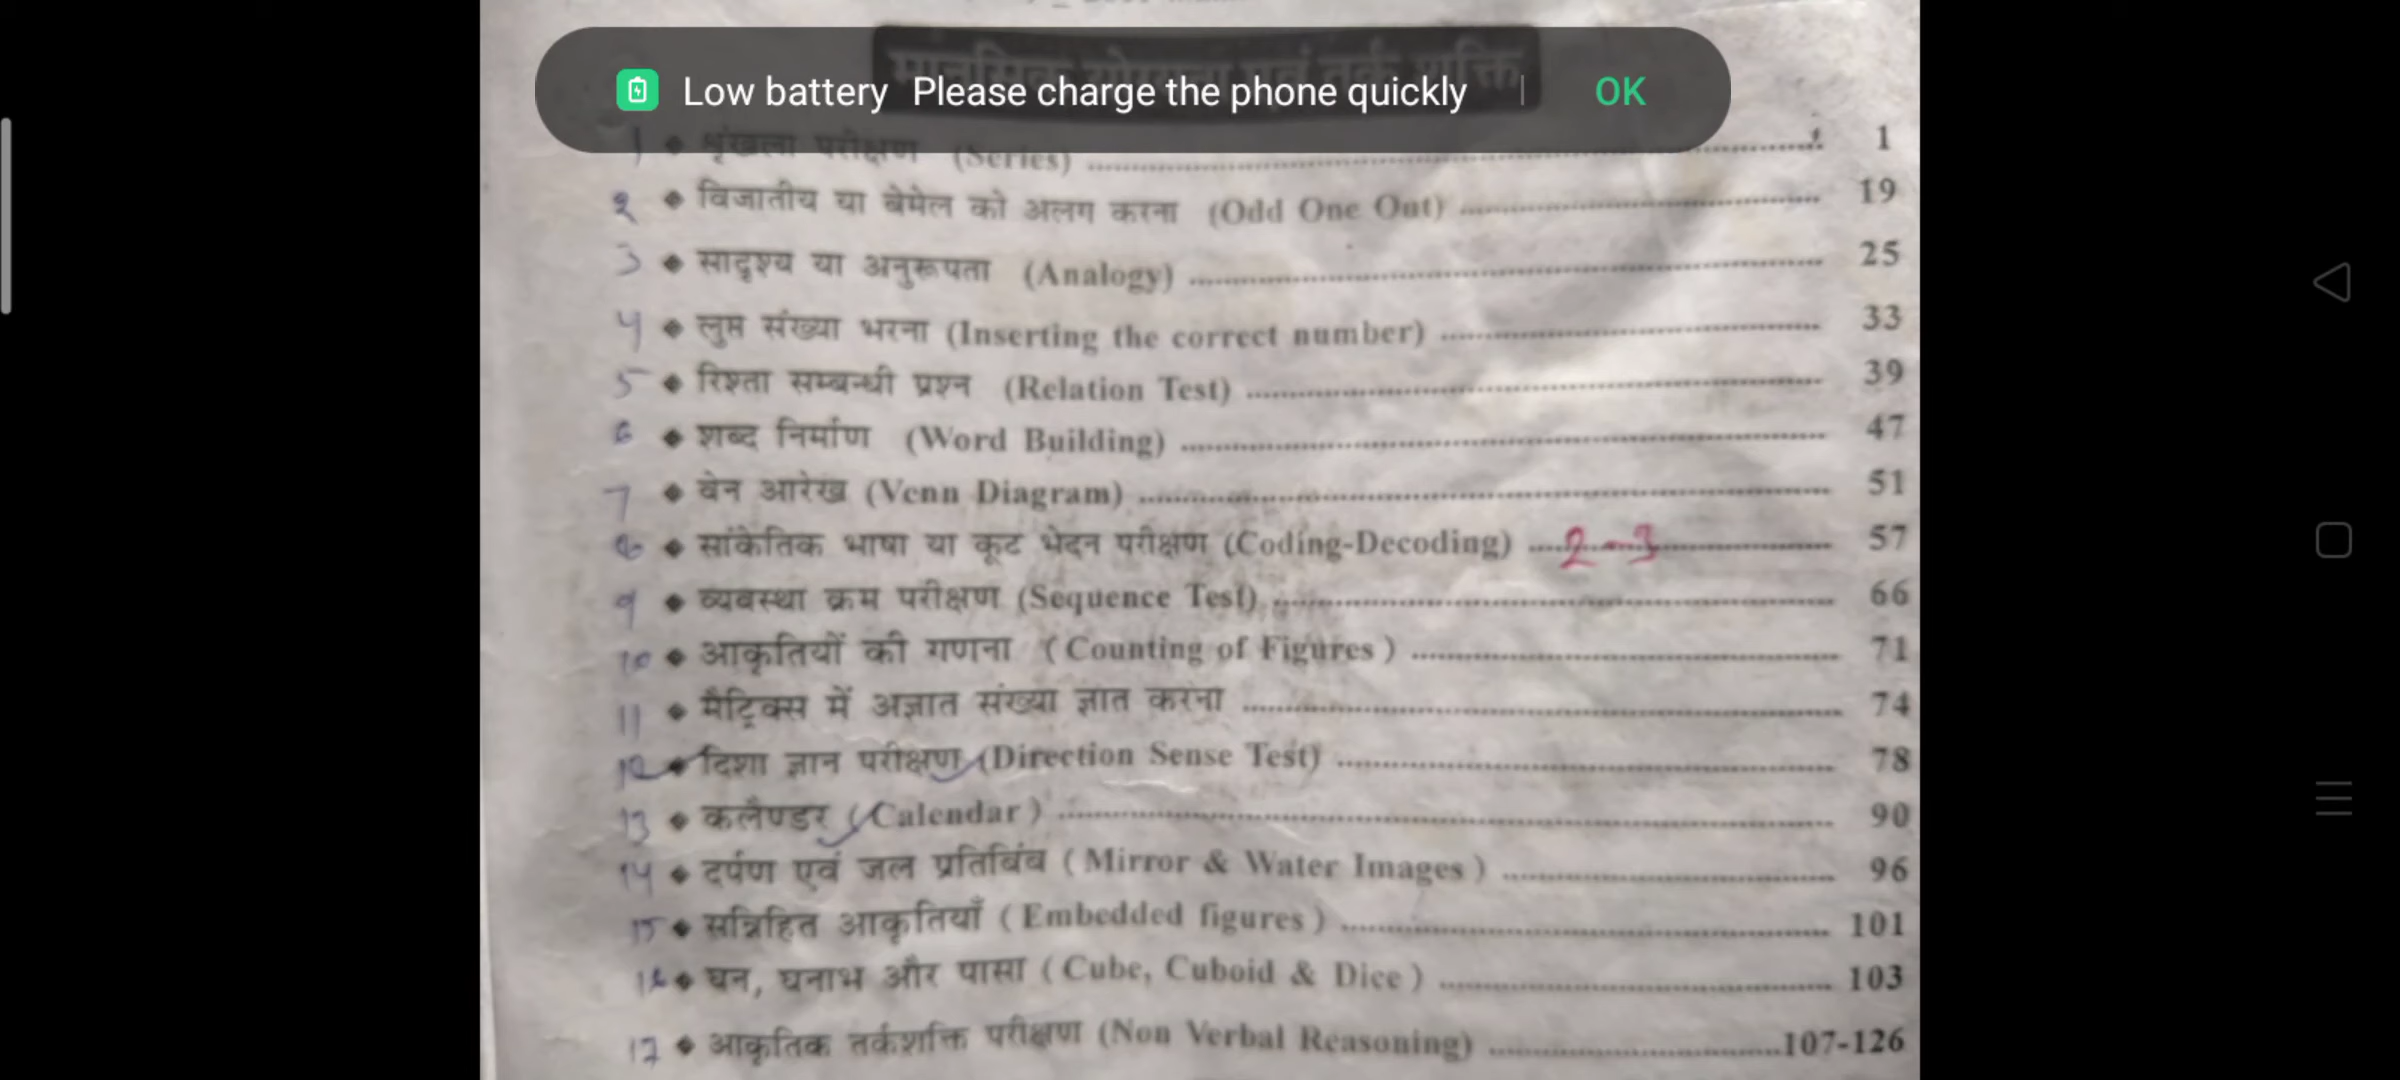 Low battery Please charge the phone quickly | OK
1 ◆ शृंखला परीक्षण (Series) ........ 1
2 ◆ विजातीय या बेमेल को अलग करना (Odd One Out) ........ 19
3 ◆ सादृश्य या अनुरूपता (Analogy) ........ 25
4 ◆ लुप्त संख्या भरना (Inserting the correct number) ........ 33
5 ◆ रिश्ता सम्बन्धी प्रश्न (Relation Test) ........ 39
6 ◆ शब्द निर्माण (Word Building) ........ 47
7 ◆ वेन आरेख (Venn Diagram) ........ 51
8 ◆ सांकेतिक भाषा या कूट भेदन परीक्षण (Coding-Decoding) ........ 2-3 ........ 57
9 ◆ व्यवस्था क्रम परीक्षण (Sequence Test) ........ 66
10 ◆ आकृतियों की गणना ( Counting of Figures ) ........ 71
11 ◆ मैट्रिक्स में अज्ञात संख्या ज्ञात करना ........ 74
12 ◆ दिशा ज्ञान परीक्षण (Direction Sense Test) ........ 78
13 ◆ कलैण्डर ( Calendar ) ........ 90
14 ◆ दर्पण एवं जल प्रतिबिंब ( Mirror & Water Images ) ........ 96
15 ◆ सन्निहित आकृतियाँ ( Embedded figures ) ........ 101
16 ◆ घन, घनाभ और पासा ( Cube, Cuboid & Dice ) ........ 103
17 ◆ आकृतिक तर्कशक्ति परीक्षण (Non Verbal Reasoning) ........ 107-126